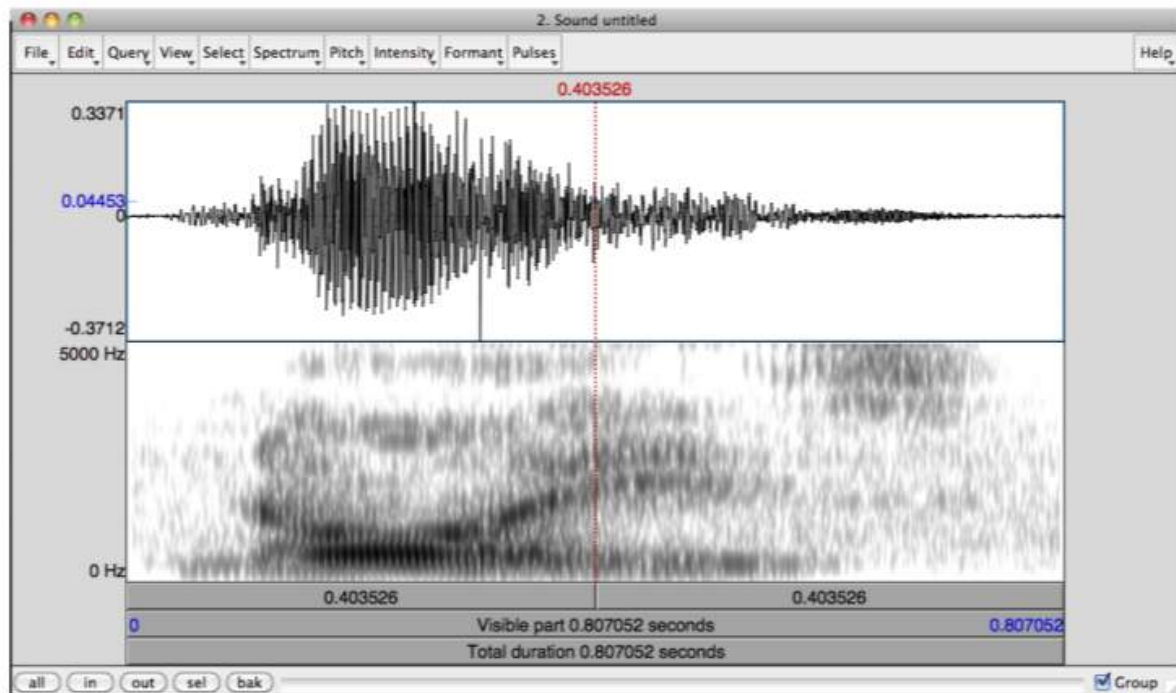 2. Sound untitled
File Edit Query View Select Spectrum Pitch Intensity Formant Pulses Help
0.403526
0.3371
0.04453
0
-0.3712
5000 Hz
0 Hz
0.403526 0.403526
0 Visible part 0.807052 seconds 0.807052
Total duration 0.807052 seconds
all in out sel bak Group